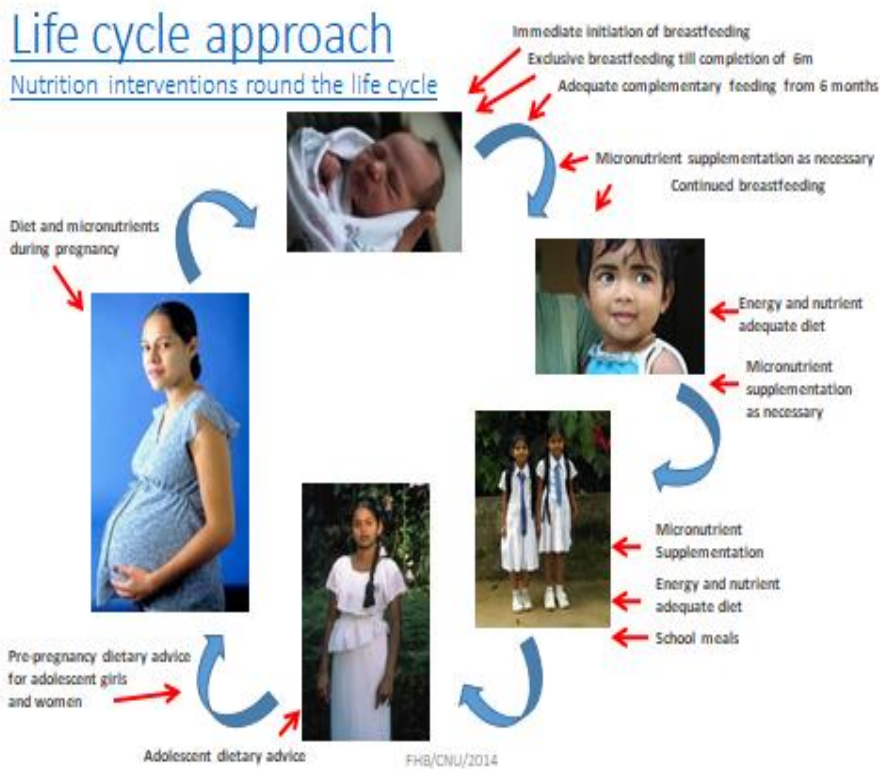 Life cycle approach
Nutrition interventions round the life cycle
Immediate initiation of breastfeeding
Exclusive breastfeeding till completion of 6m
Adequate complementary feeding from 6 months
Micronutrient supplementation as necessary
Continued breastfeeding
Diet and micronutrients
during pregnancy
Energy and nutrient
adequate diet
Micronutrient
supplementation
as necessary
Micronutrient
Supplementation
Energy and nutrient
adequate diet
School meals
Pre-pregnancy dietary advice
for adolescent girls
and women
Adolescent dietary advice
FHB/CNU/2014